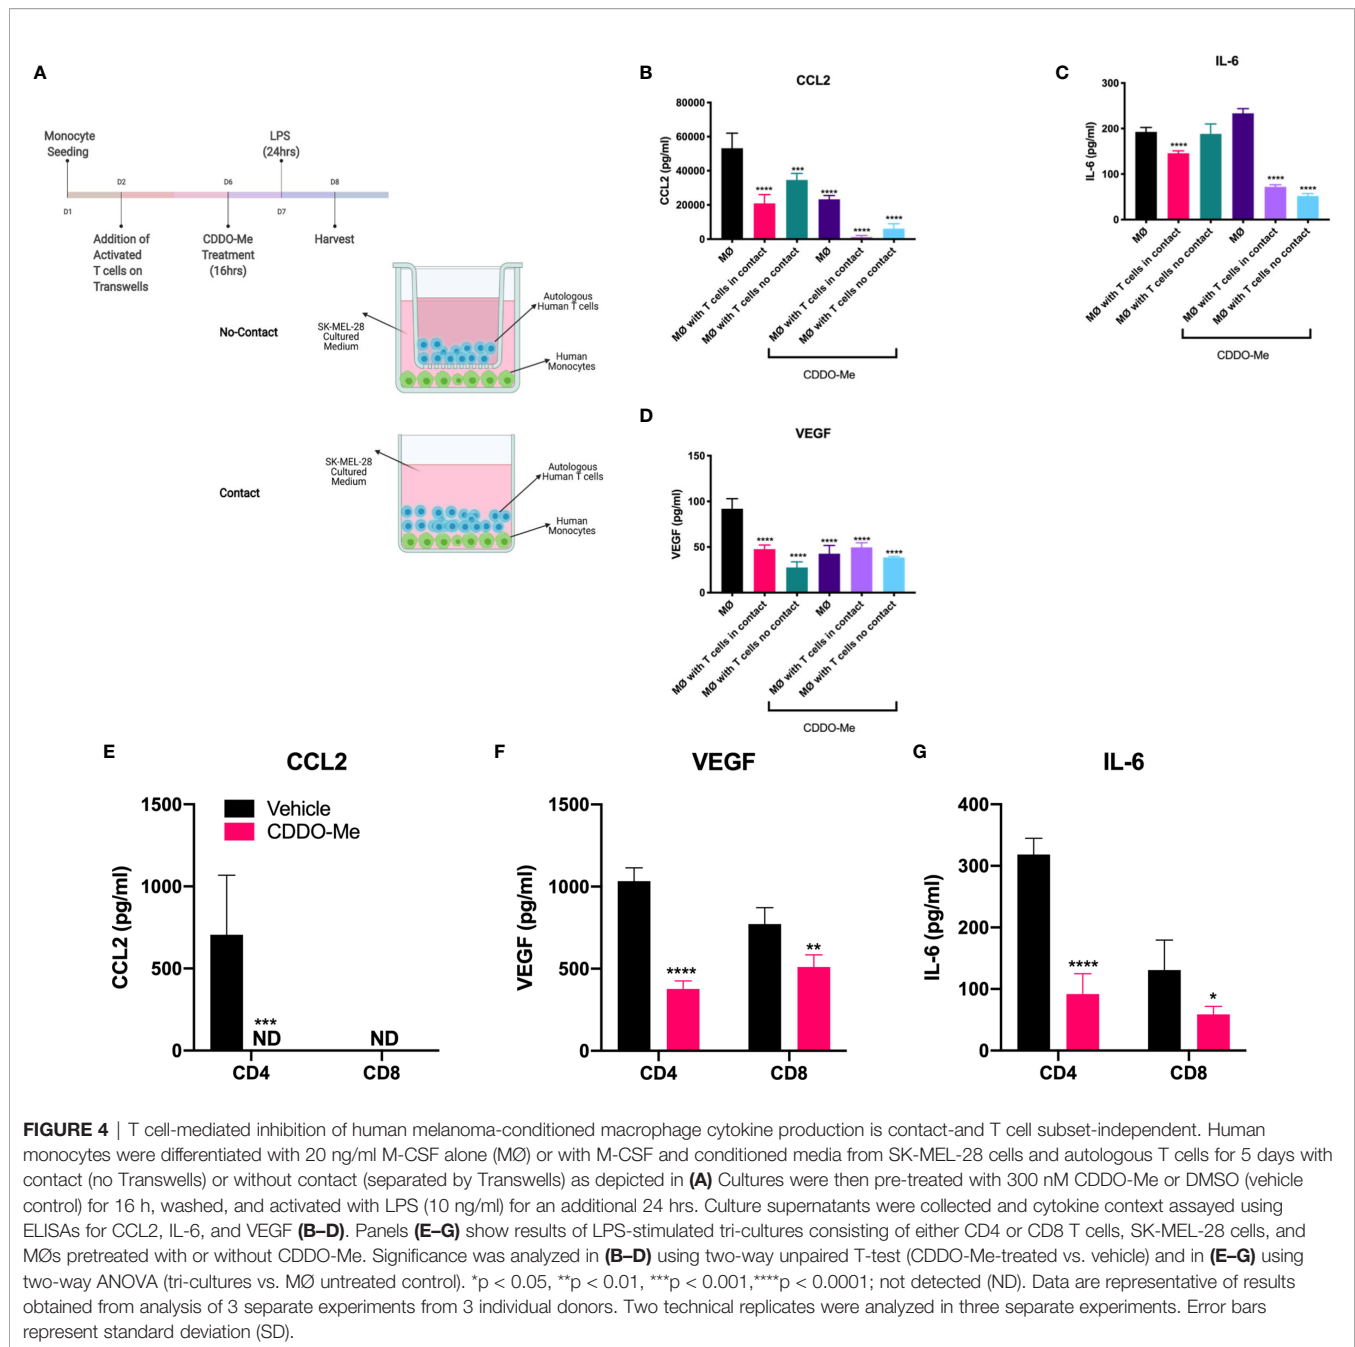 A
Monocyte
Seeding
LPS
(24hrs)
D2
D6
D8
D1
D7
Addition of
Activated
T cells on
Transwells
CDDO-Me
Treatment
(16hrs)
Harvest
No-Contact
SK-MEL-28
Cultured
Medium
Autologous
Human T cells
Human
Monocytes
Contact
SK-MEL-28
Cultured
Medium
Autologous
Human T cells
Human
Monocytes
B
CCL2
CCL2 (pg/ml)
80000
60000
40000
20000
0
****
***
****
****
****
MØ
MØ with T cells in contact
MØ with T cells no contact
MØ
MØ with T cells in contact
MØ with T cells no contact
CDDO-Me
C
IL-6
IL-6 (pg/ml)
300
200
100
0
****
****
****
MØ
MØ with T cells in contact
MØ with T cells no contact
MØ
MØ with T cells in contact
MØ with T cells no contact
CDDO-Me
D
VEGF
VEGF (pg/ml)
150
100
50
0
****
****
****
****
****
MØ
MØ with T cells in contact
MØ with T cells no contact
MØ
MØ with T cells in contact
MØ with T cells no contact
CDDO-Me
E
CCL2
CCL2 (pg/ml)
1500
1000
500
0
Vehicle
CDDO-Me
***
ND
ND
CD4
CD8
F
VEGF
VEGF (pg/ml)
1500
1000
500
0
****
**
CD4
CD8
G
IL-6
IL-6 (pg/ml)
400
300
200
100
0
****
*
CD4
CD8
FIGURE 4 | T cell-mediated inhibition of human melanoma-conditioned macrophage cytokine production is contact-and T cell subset-independent. Human
monocytes were differentiated with 20 ng/ml M-CSF alone (MØ) or with M-CSF and conditioned media from SK-MEL-28 cells and autologous T cells for 5 days with
contact (no Transwells) or without contact (separated by Transwells) as depicted in (A) Cultures were then pre-treated with 300 nM CDDO-Me or DMSO (vehicle
control) for 16 h, washed, and activated with LPS (10 ng/ml) for an additional 24 hrs. Culture supernatants were collected and cytokine context assayed using
ELISAs for CCL2, IL-6, and VEGF (B–D). Panels (E–G) show results of LPS-stimulated tri-cultures consisting of either CD4 or CD8 T cells, SK-MEL-28 cells, and
MØs pretreated with or without CDDO-Me. Significance was analyzed in (B–D) using two-way unpaired T-test (CDDO-Me-treated vs. vehicle) and in (E–G) using
two-way ANOVA (tri-cultures vs. MØ untreated control). *p < 0.05, **p < 0.01, ***p < 0.001,****p < 0.0001; not detected (ND). Data are representative of results
obtained from analysis of 3 separate experiments from 3 individual donors. Two technical replicates were analyzed in three separate experiments. Error bars
represent standard deviation (SD).